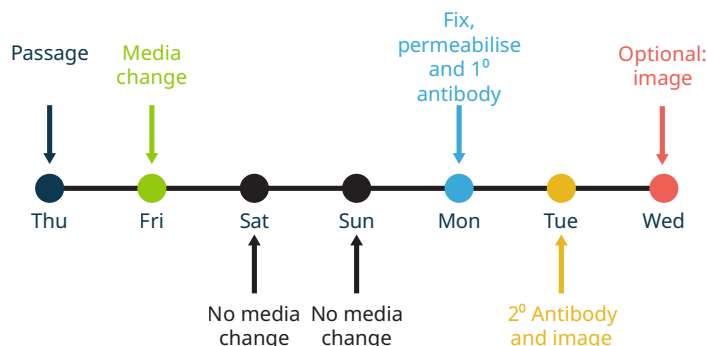 Passage
Media
change
Fix,
permeabilise
and 1⁰
antibody
Optional:
image
Thu
Fri
Sat
Sun
Mon
Tue
Wed
No media
change
No media
change
2⁰ Antibody
and image